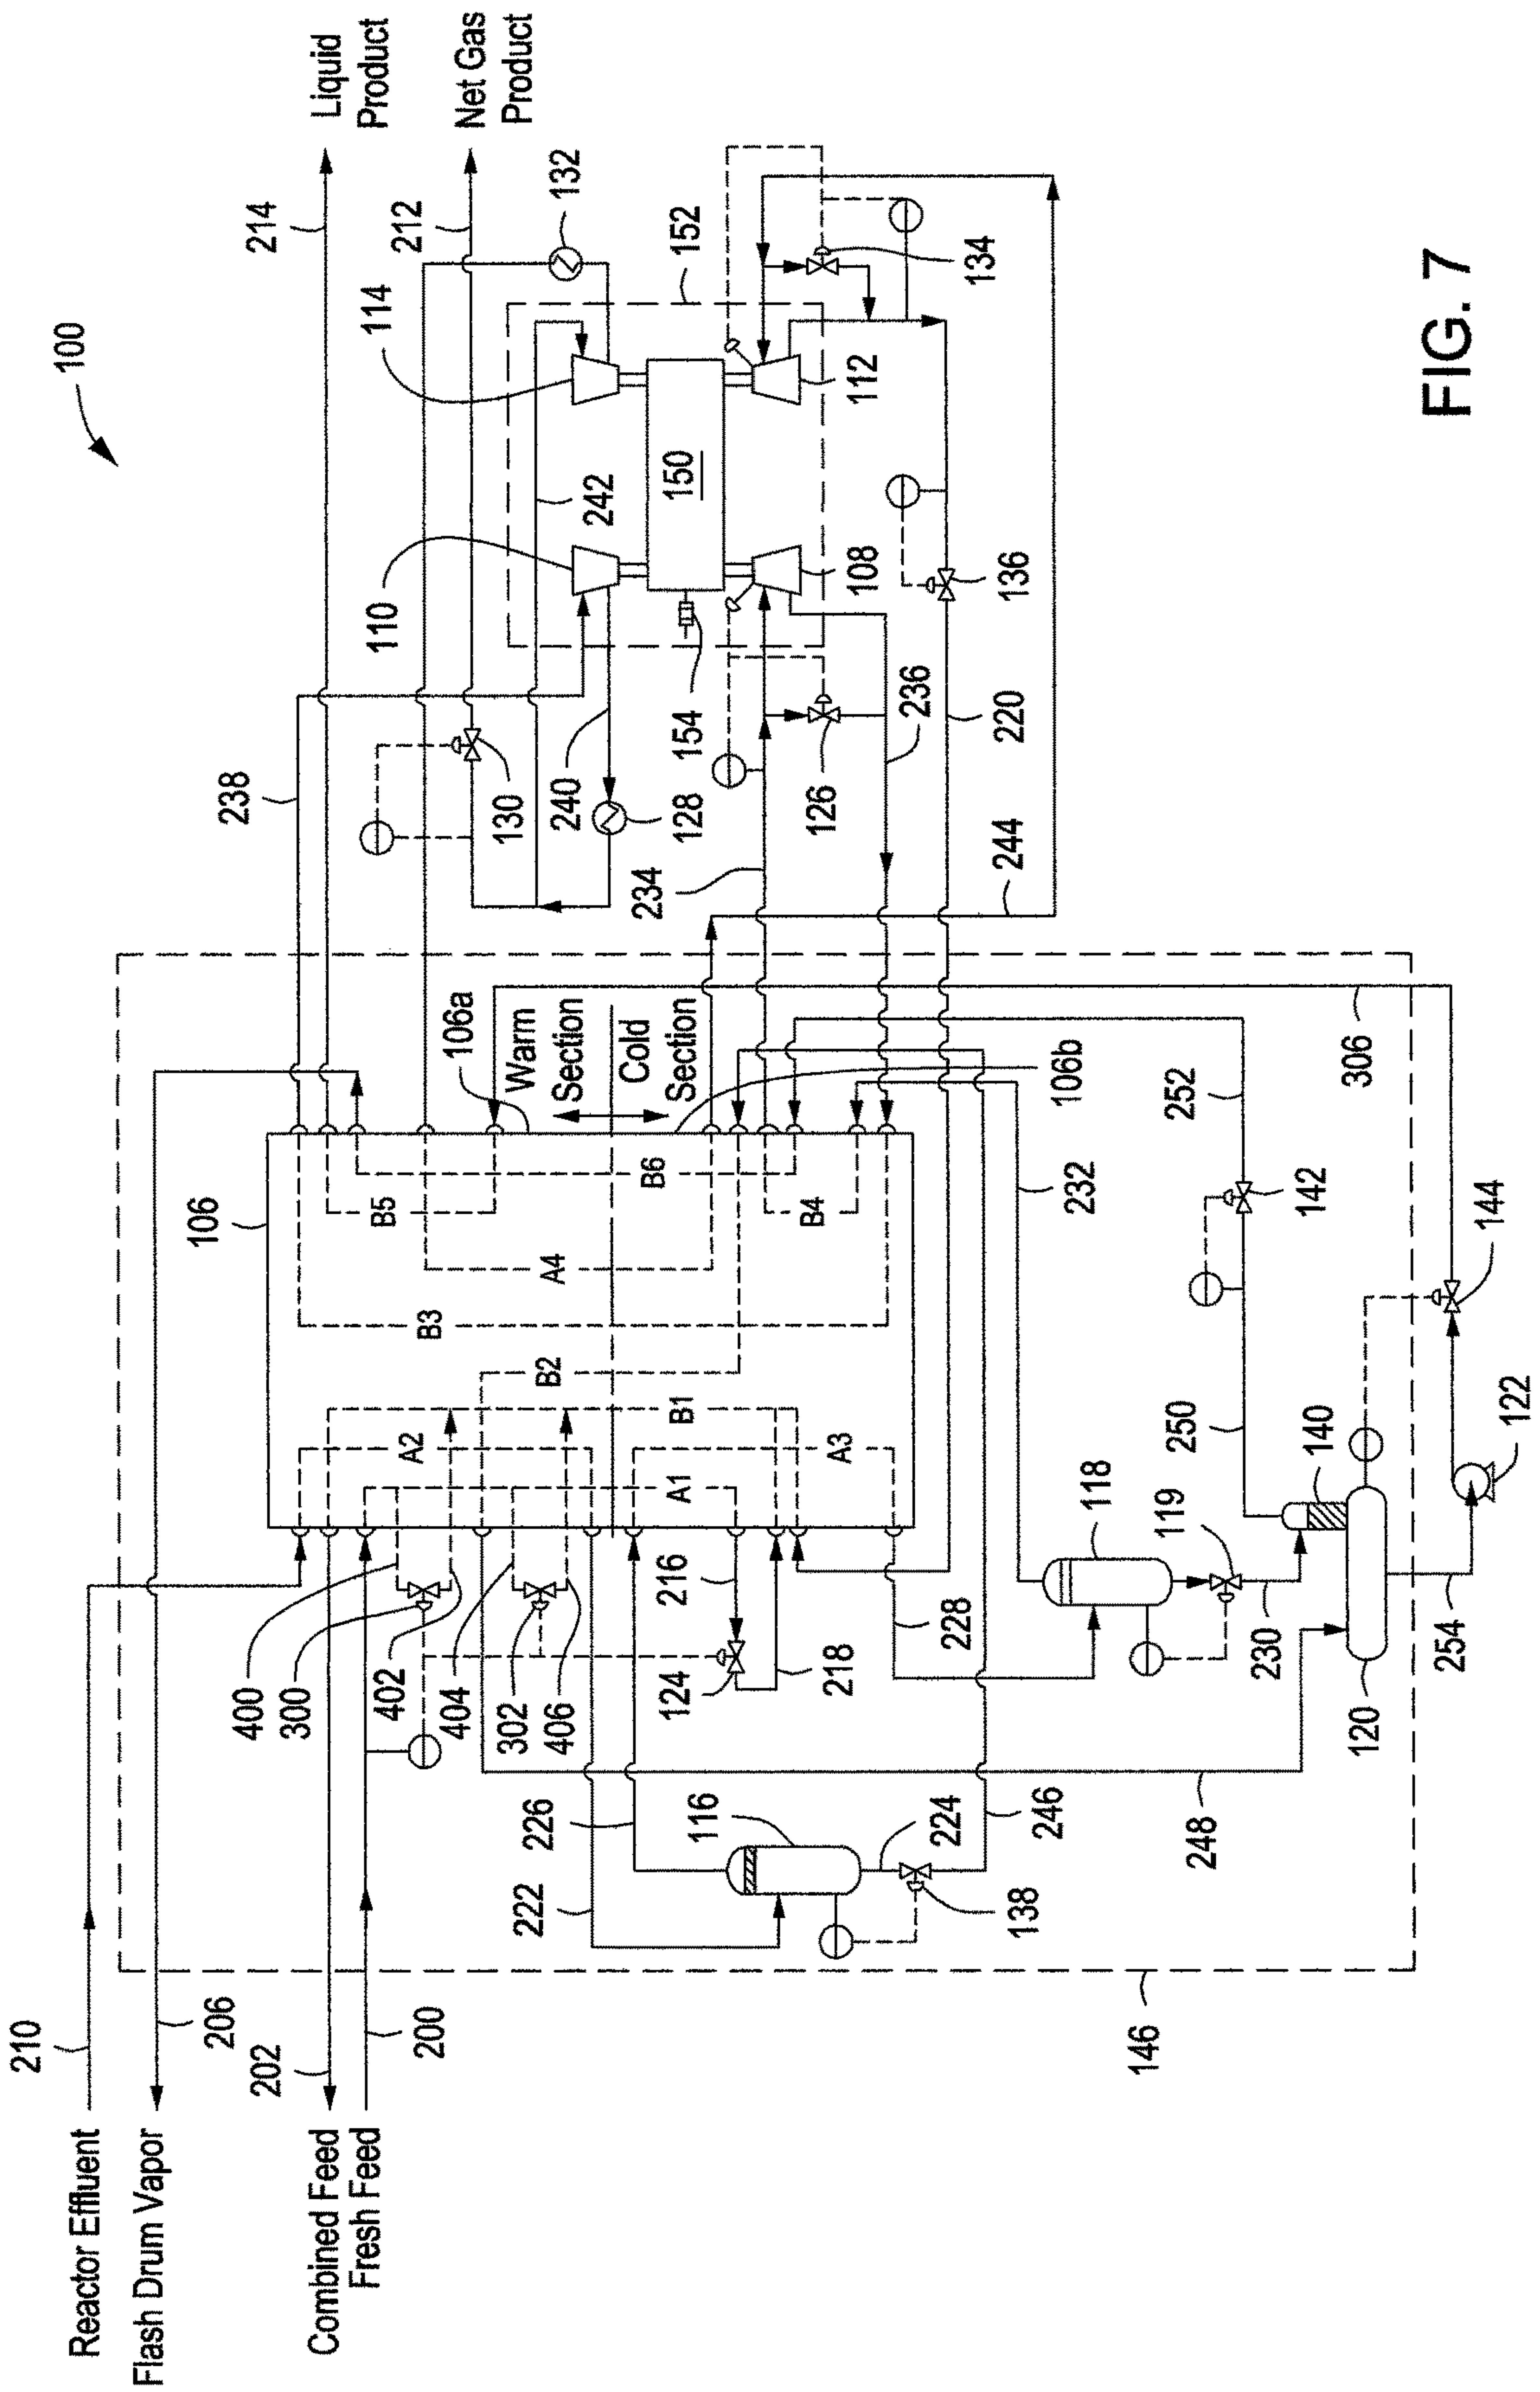 100
Liquid
Product
Net Gas
Product
214
212
132
114
152
134
238
110
242
150
112
130
240
128
154
108
136
234
126
236
220
244
106
106a
Warm
Section
Cold
Section
106b
B5
B6
A4
B4
B3
B2
A2
B1
A3
A1
252
306
232
142
144
250
140
118
119
122
400
300
402
404
302
406
216
124
218
228
230
120
254
226
222
116
224
138
246
248
146
210
206
202
200
Reactor Effluent
Flash Drum Vapor
Combined Feed
Fresh Feed
FIG. 7